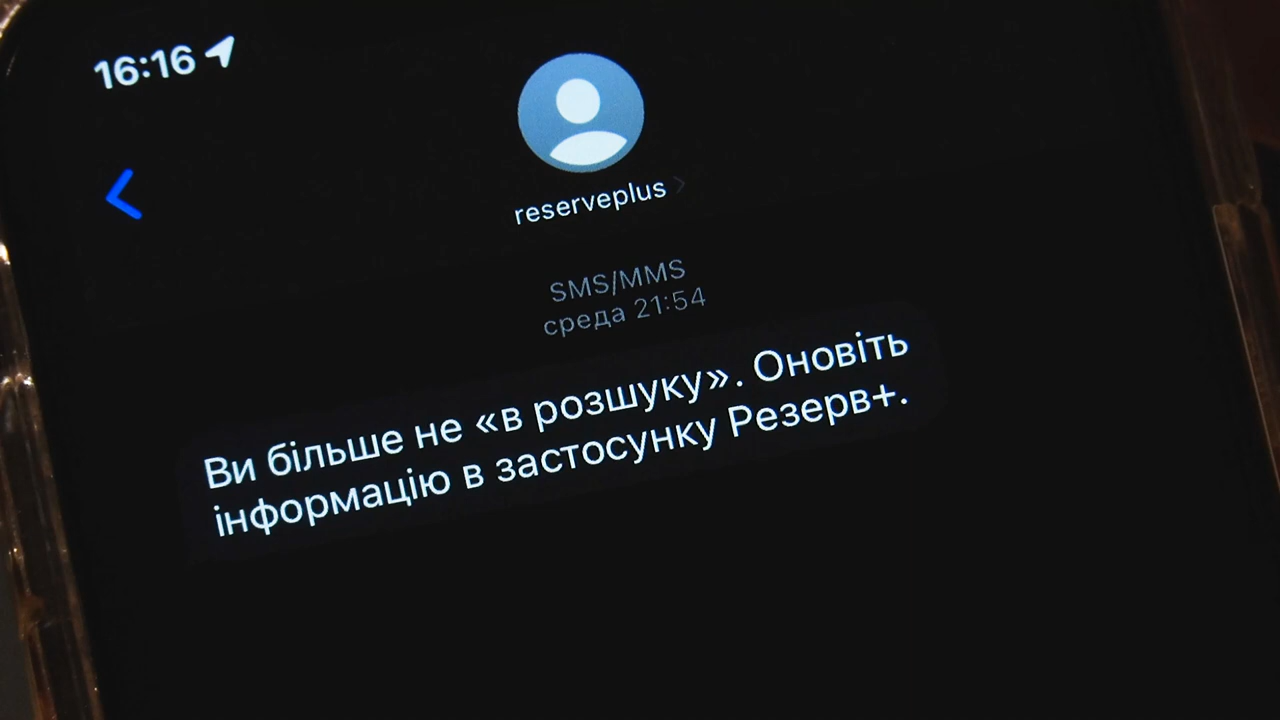 16:16
reserveplus
SMS/MMS
среда 21:54
Ви більше не «в розшуку». Оновіть
інформацію в застосунку Резерв+.